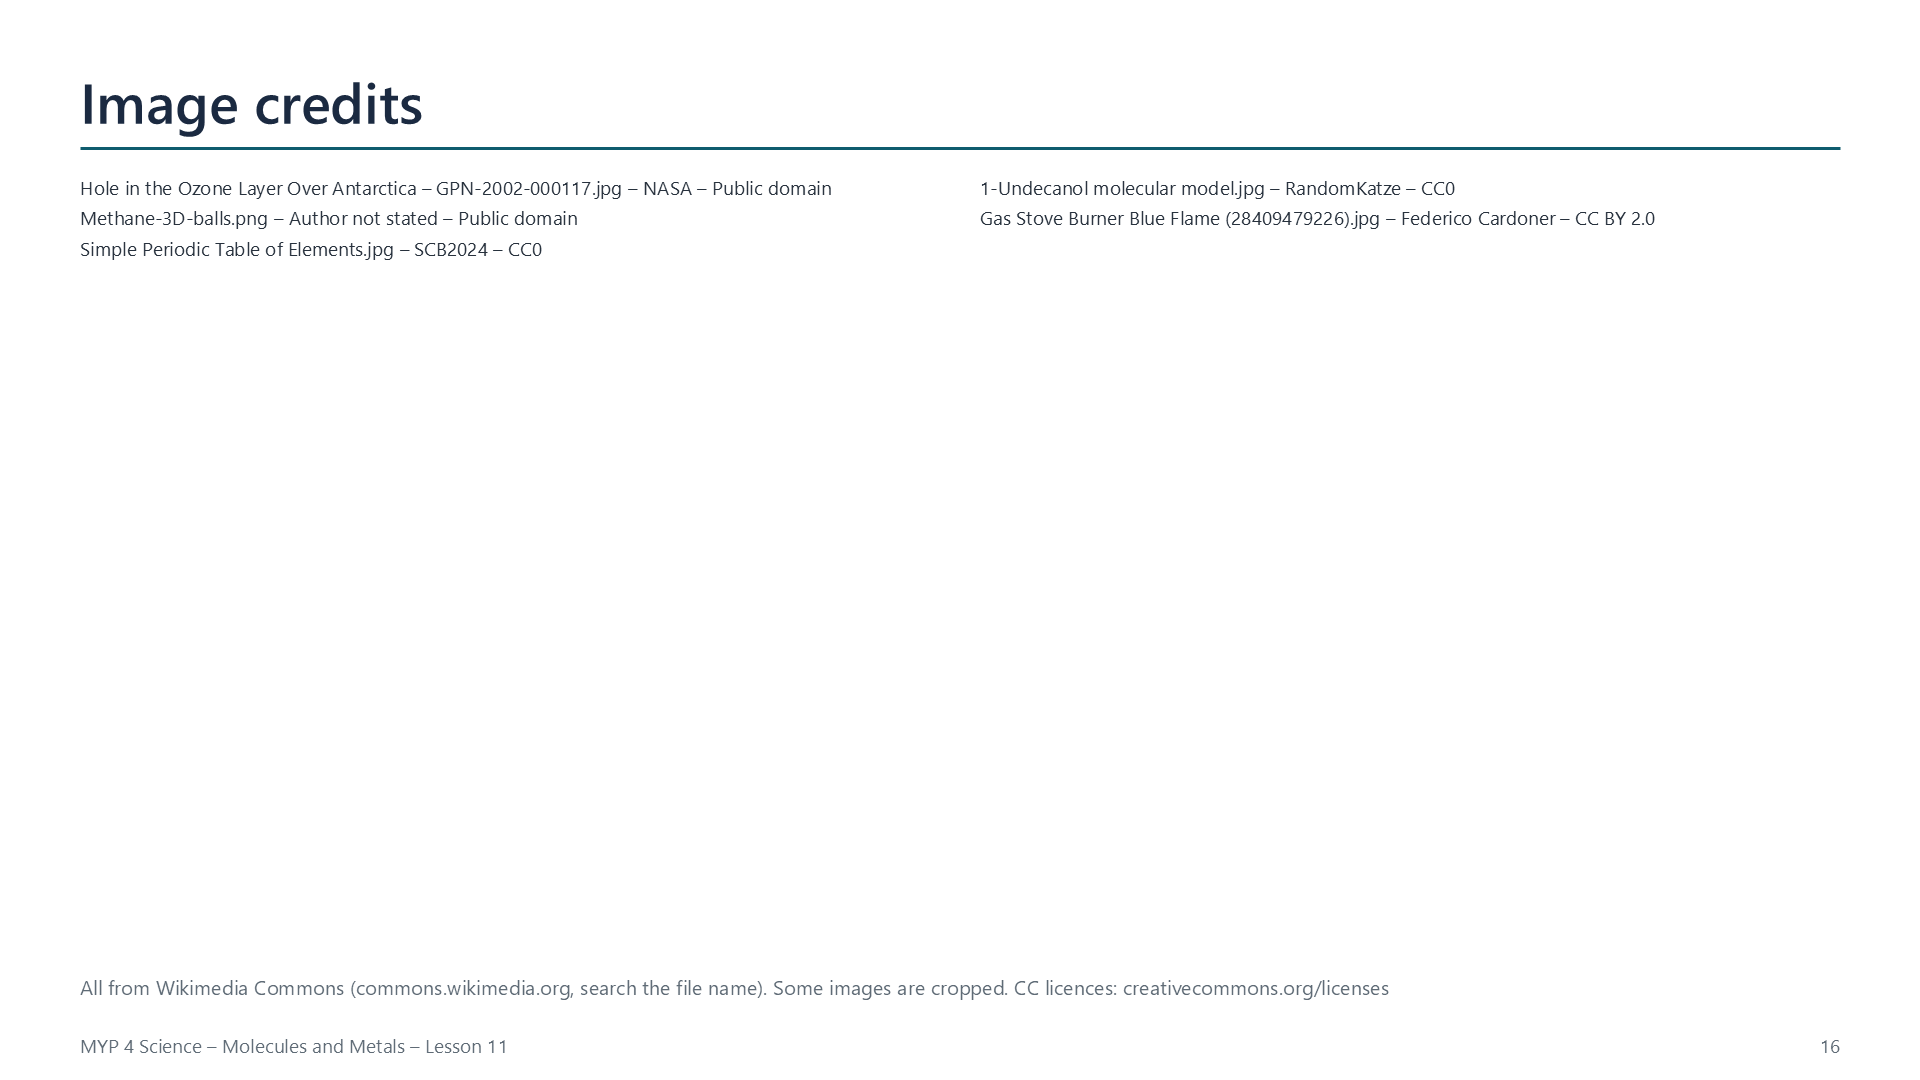 Image credits
Hole in the Ozone Layer Over Antarctica – GPN-2002-000117.jpg – NASA – Public domain
Methane-3D-balls.png – Author not stated – Public domain
Simple Periodic Table of Elements.jpg – SCB2024 – CC0
1-Undecanol molecular model.jpg – RandomKatze – CC0
Gas Stove Burner Blue Flame (28409479226).jpg – Federico Cardoner – CC BY 2.0
All from Wikimedia Commons (commons.wikimedia.org, search the file name). Some images are cropped. CC licences: creativecommons.org/licenses
MYP 4 Science – Molecules and Metals – Lesson 11
16